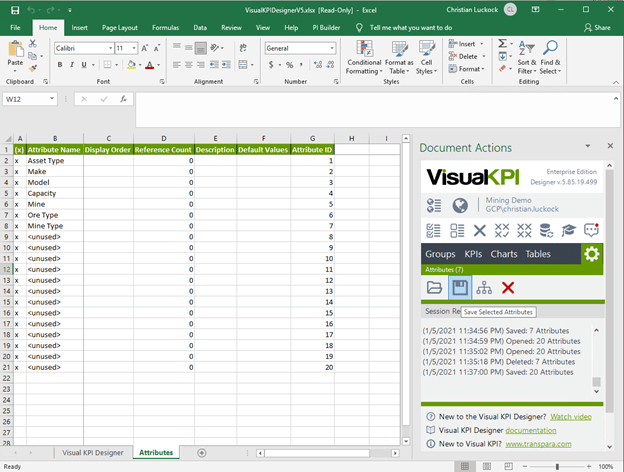 VisualKPIDesignerV5.xlsx [Read-Only] - Excel
Christian Luckock
CL
File Home Insert Page Layout Formulas Data Review View Help PI Builder Tell me what you want to do Share
Paste
Calibri 11
General
Conditional Formatting Format as Table Cell Styles
Insert
Delete
Format
Sort & Filter Find & Select
Clipboard Font Alignment Number Styles Cells Editing
W12 fx
A B C D E F G H I
1 (x) Attribute Name Display Order Reference Count Description Default Values Attribute ID
2 x Asset Type 0 1
3 x Make 0 2
4 x Model 0 3
5 x Capacity 0 4
6 x Mine 0 5
7 x Ore Type 0 6
8 x Mine Type 0 7
9 x <unused> 0 8
10 x <unused> 0 9
11 x <unused> 0 10
12 x <unused> 0 11
13 x <unused> 0 12
14 x <unused> 0 13
15 x <unused> 0 14
16 x <unused> 0 15
17 x <unused> 0 16
18 x <unused> 0 17
19 x <unused> 0 18
20 x <unused> 0 19
21 x <unused> 0 20
22
23
24
25
26
27
28
Visual KPI Designer Attributes
Ready
100%
Document Actions
VisualKPI
Enterprise Edition
Designer v.5.85.19.499
Mining Demo
GCP\christian.luckock
Groups KPIs Charts Tables
Attributes (7)
Session Re
Save Selected Attributes
(1/5/2021 11:34:56 PM) Saved: 7 Attributes
(1/5/2021 11:34:59 PM) Opened: 20 Attributes
(1/5/2021 11:35:02 PM) Opened: 20 Attributes
(1/5/2021 11:35:18 PM) Deleted: 7 Attributes
(1/5/2021 11:37:00 PM) Saved: 20 Attributes
New to the Visual KPI Designer? Watch video
Visual KPI Designer documentation
New to Visual KPI? www.transpara.com